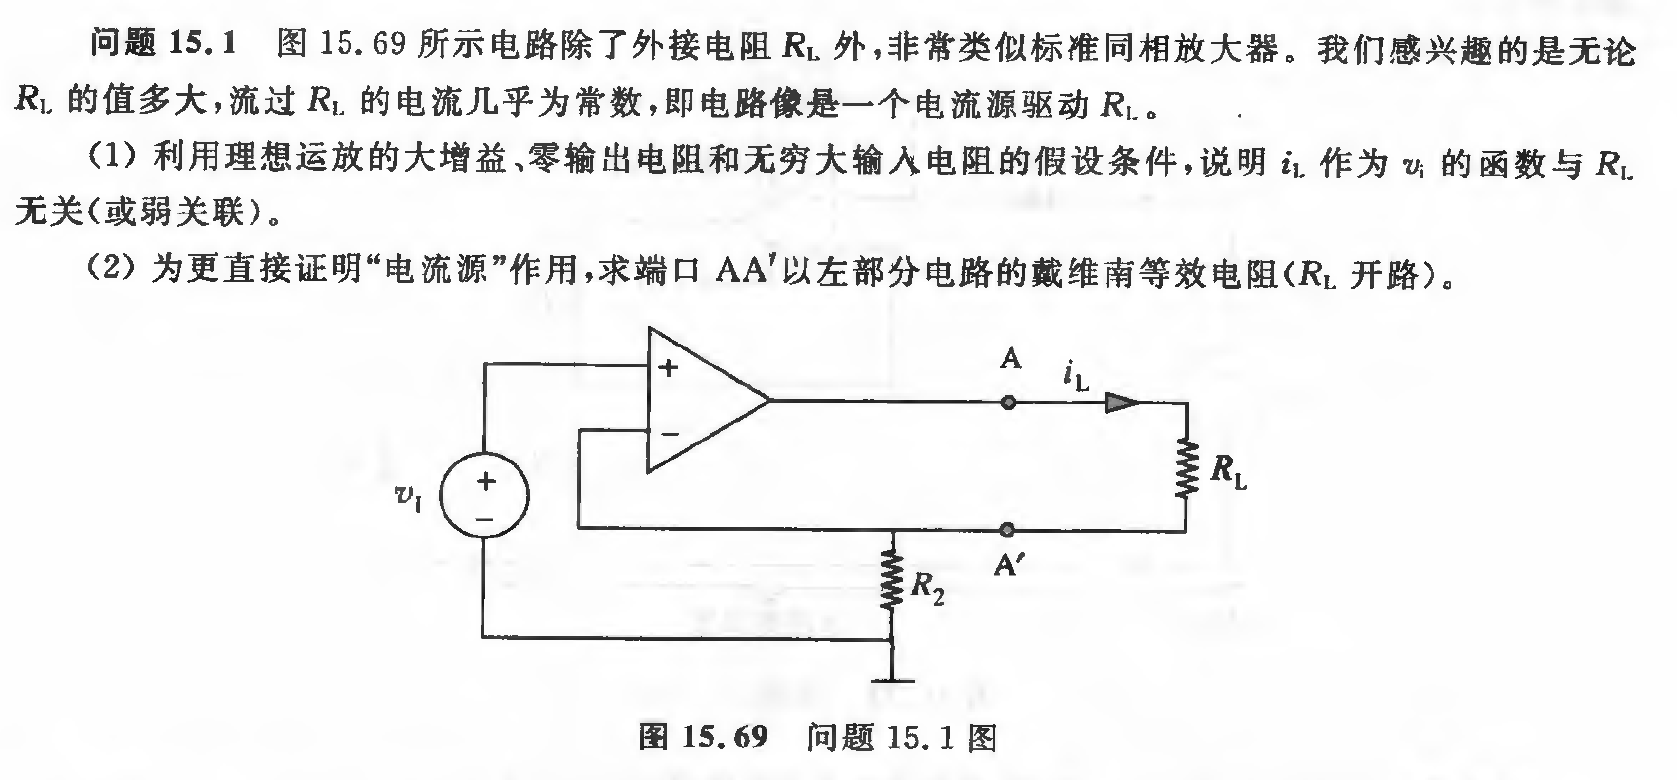 问题 15.1 图 15.69 所示电路除了外接电阻 R_L 外,非常类似标准同相放大器。我们感兴趣的是无论
R_L 的值多大,流过 R_L 的电流几乎为常数,即电路像是一个电流源驱动 R_L。
(1) 利用理想运放的大增益、零输出电阻和无穷大输入电阻的假设条件,说明 i_L 作为 v_i 的函数与 R_L
无关(或弱关联)。
(2) 为更直接证明“电流源”作用,求端口 AA′以左部分电路的戴维南等效电阻(R_L 开路)。
A
i_L
+
−
R_L
v_I
+
−
A′
R_2
图 15.69 问题 15.1 图